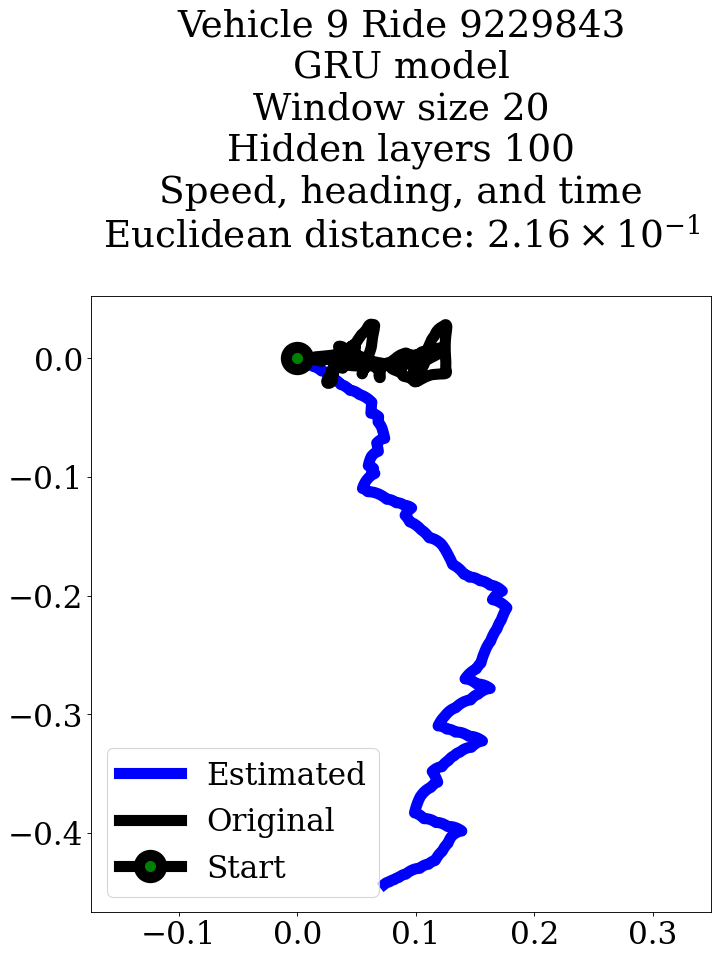 Vehicle 9 Ride 9229843
GRU model
Window size 20
Hidden layers 100
Speed, heading, and time
Euclidean distance: 2.16 × 10⁻¹
0.0
−0.1
−0.2
−0.3
−0.4
Estimated
Original
Start
−0.1 0.0 0.1 0.2 0.3